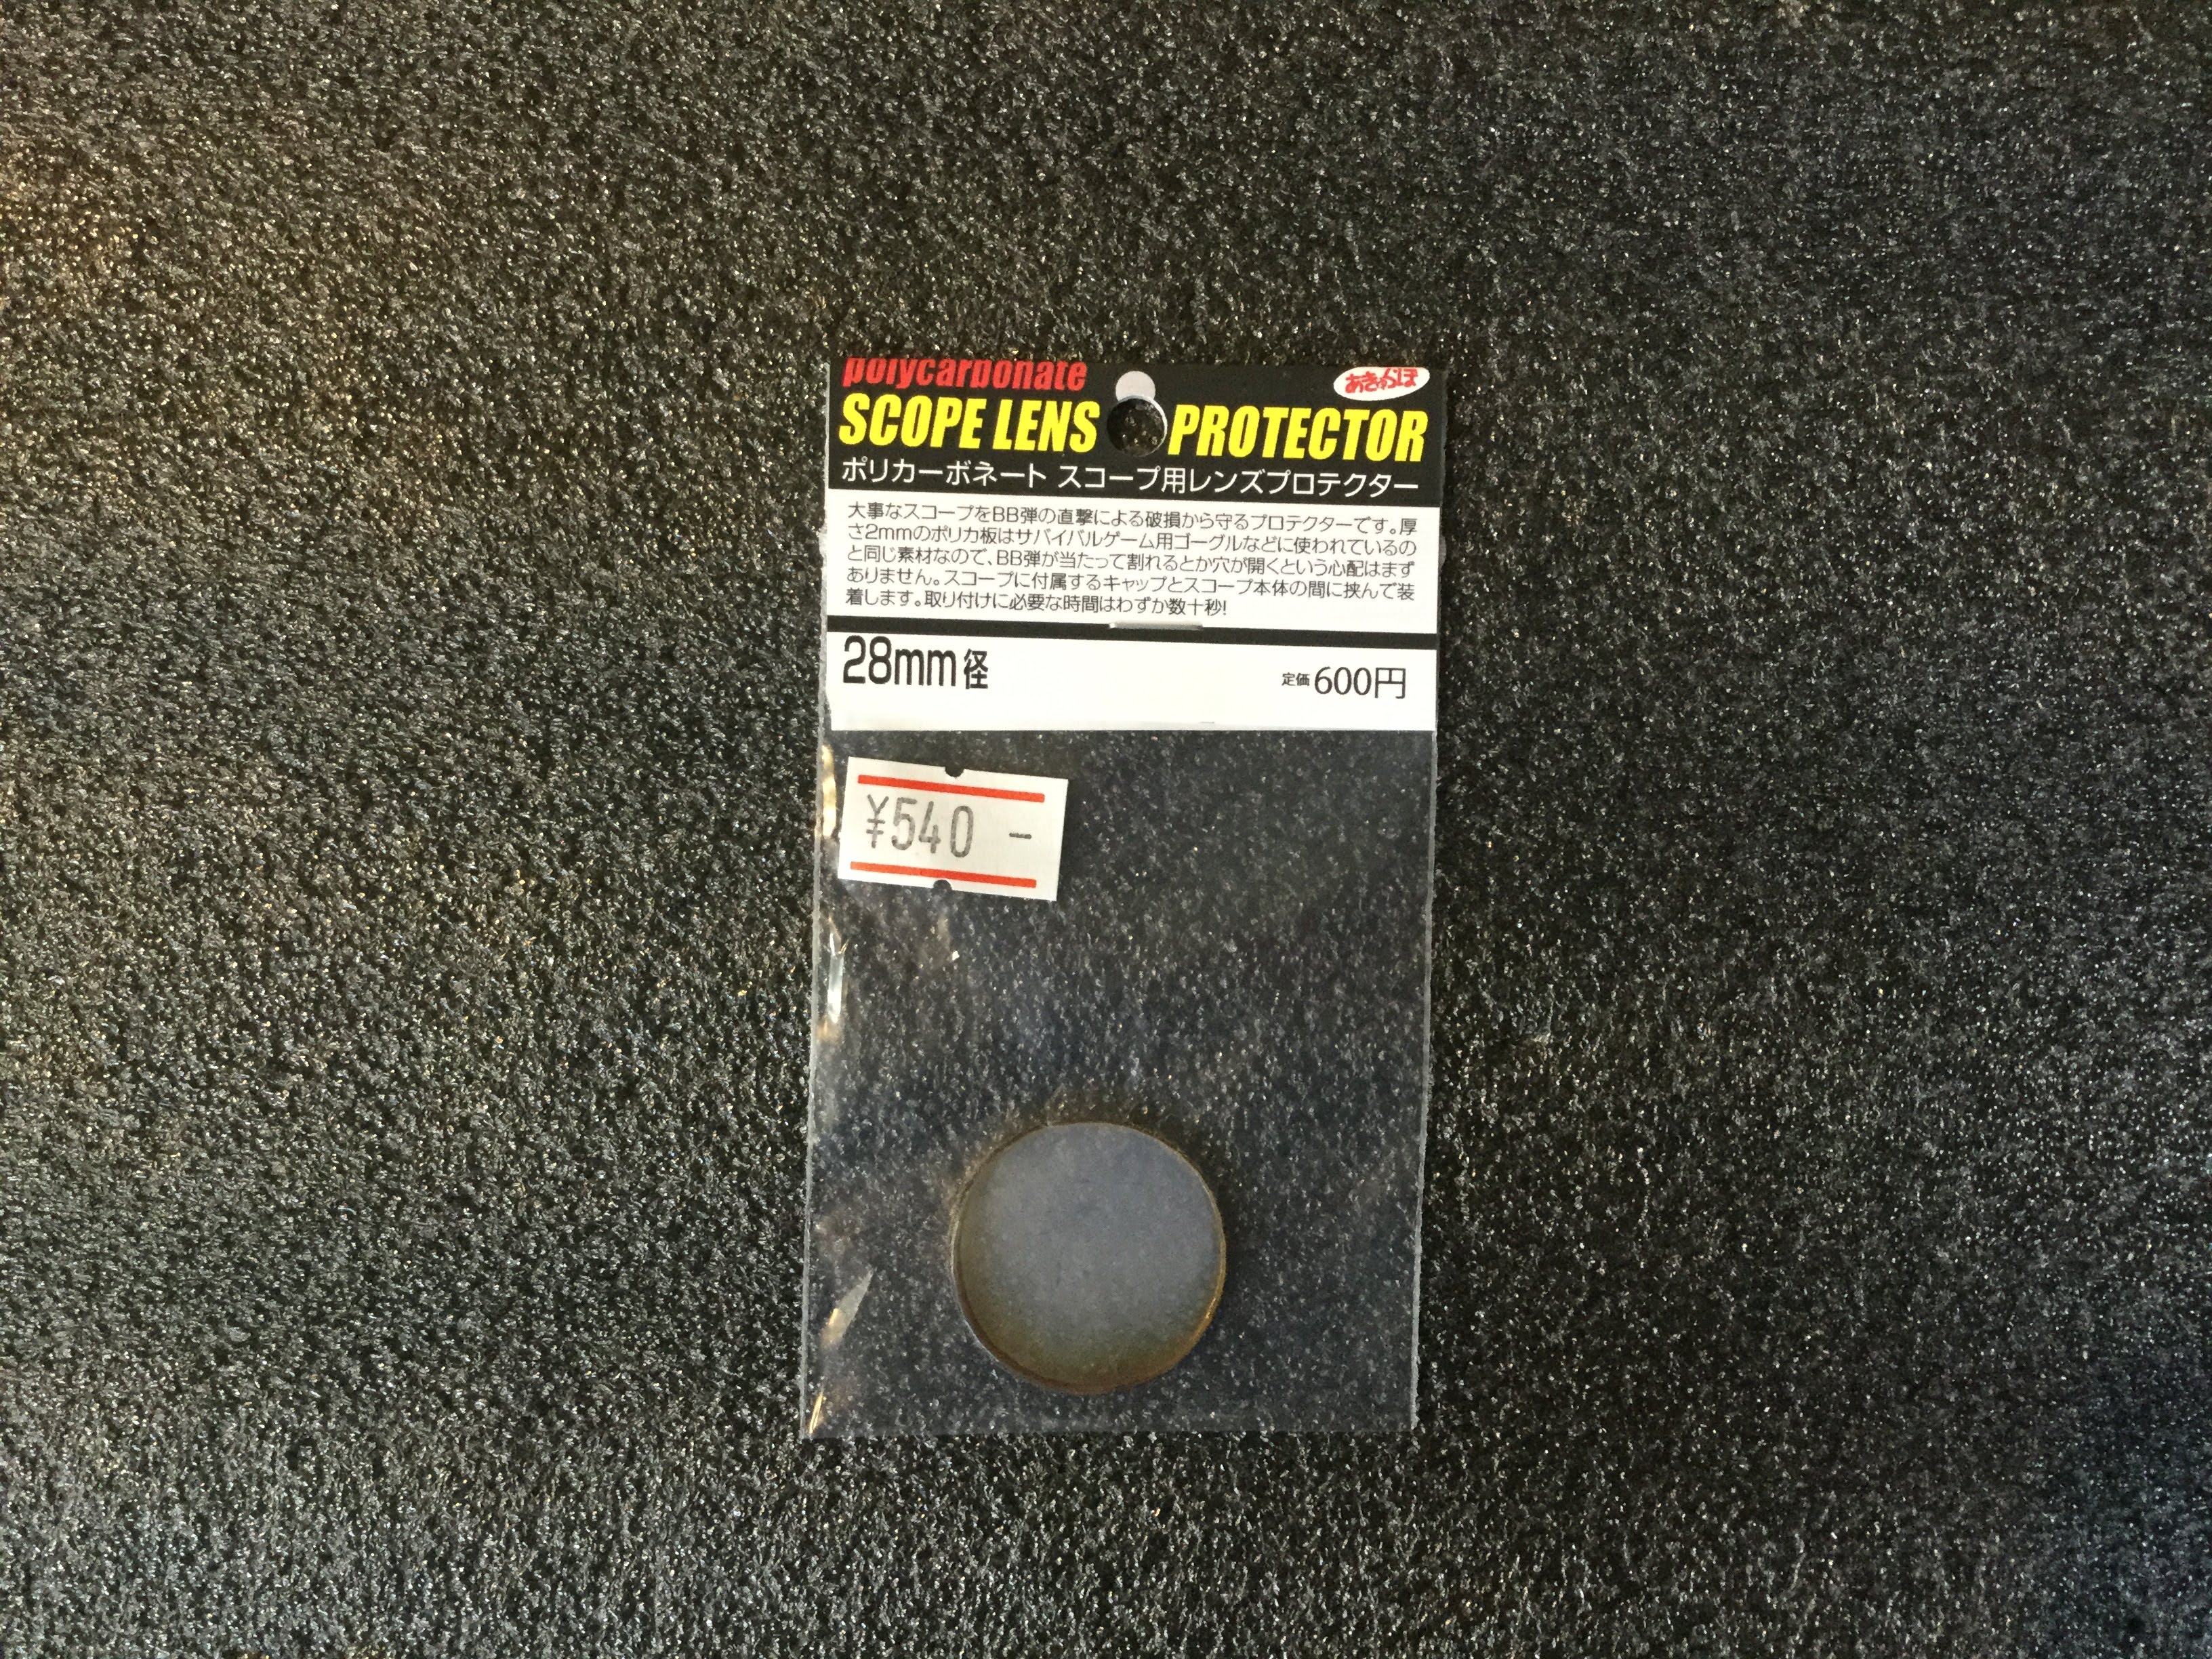 polycarbonate
あきゅらぼ
SCOPE LENS PROTECTOR
ポリカーボネート スコープ用レンズプロテクター
大事なスコープをBB弾の直撃による破損から守るプロテクターです。厚
さ2mmのポリカ板はサバイバルゲーム用ゴーグルなどに使われているの
と同じ素材なので、BB弾が当たって割れるとか穴が開くという心配はまず
ありません。スコープに付属するキャップとスコープ本体の間に挟んで装
着します。取り付けに必要な時間はわずか数十秒!
28mm径
定価600円
¥540 -